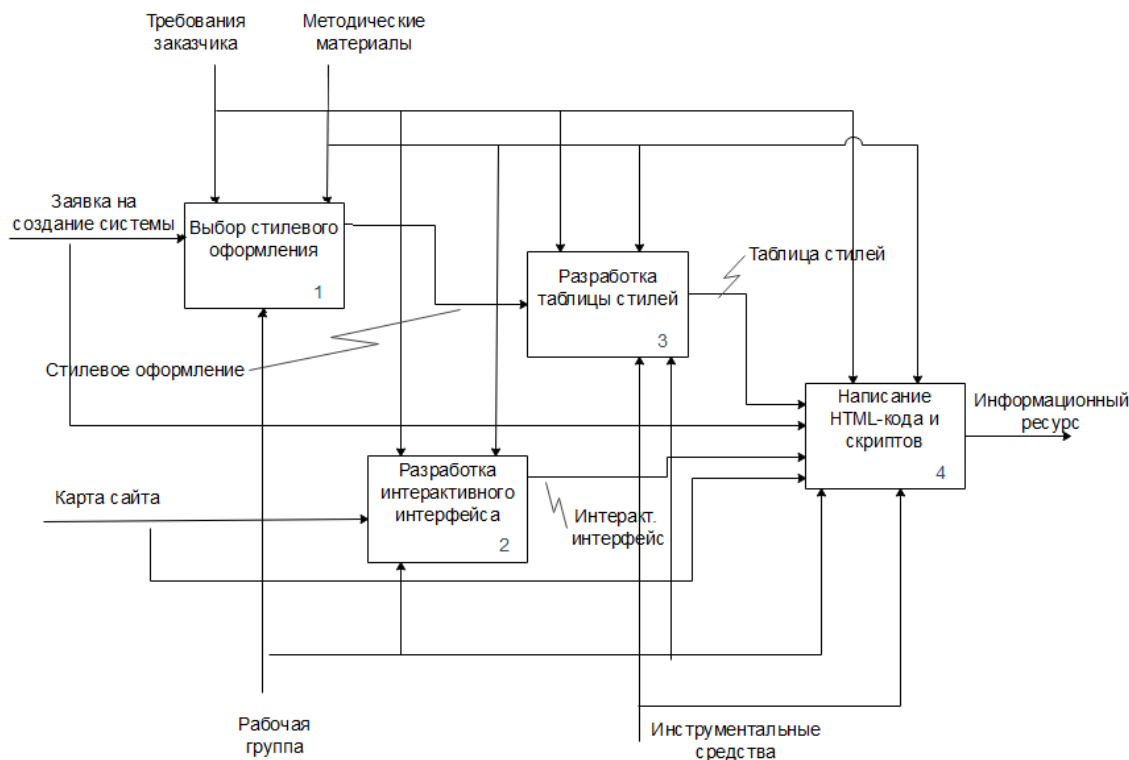 Требования
заказчика
Методические
материалы
Заявка на
создание системы
Выбор стилевого
оформления
1
Таблица стилей
Разработка
таблицы стилей
3
Стилевое оформление
Написание
HTML-кода и
скриптов
4
Информационный
ресурс
Разработка
интерактивного
интерфейса
2
Карта сайта
Интеракт.
интерфейс
Рабочая
группа
Инструментальные
средства